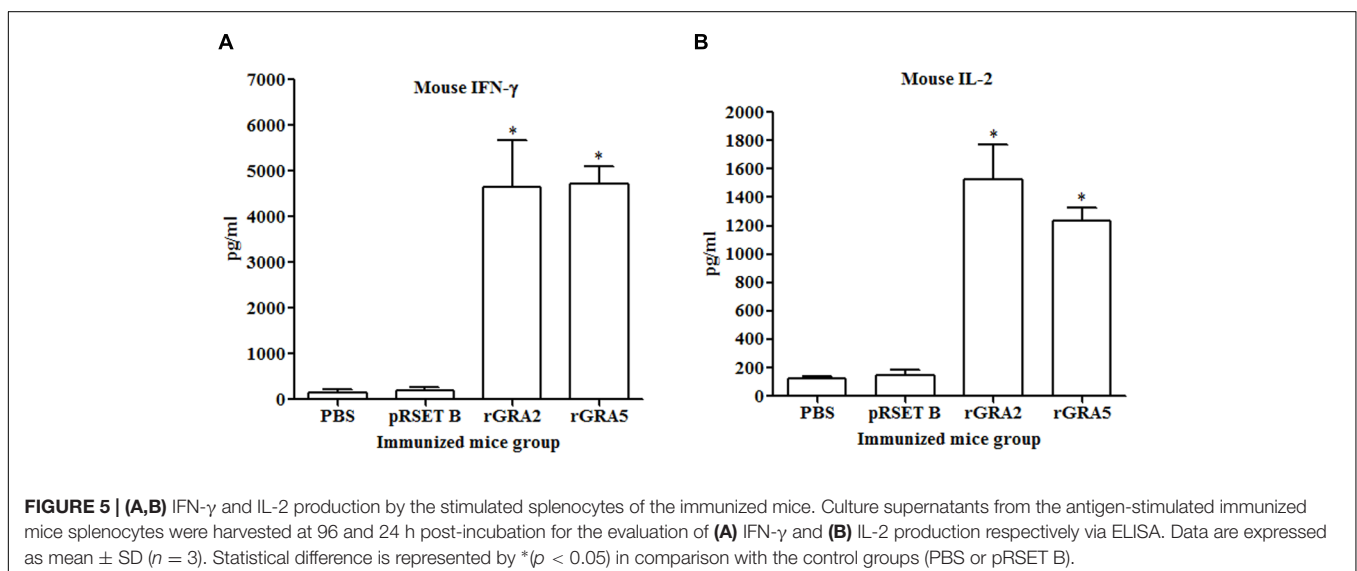 A
Mouse IFN-γ
7000
6000
5000
4000
3000
2000
1000
0
pg/ml
*
*
PBS pRSET B rGRA2 rGRA5
Immunized mice group
B
Mouse IL-2
2000
1800
1600
1400
1200
1000
800
600
400
200
0
pg/ml
*
*
PBS pRSET B rGRA2 rGRA5
Immunized mice group
FIGURE 5 | (A,B) IFN-γ and IL-2 production by the stimulated splenocytes of the immunized mice. Culture supernatants from the antigen-stimulated immunized
mice splenocytes were harvested at 96 and 24 h post-incubation for the evaluation of (A) IFN-γ and (B) IL-2 production respectively via ELISA. Data are expressed
as mean ± SD (n = 3). Statistical difference is represented by *(p < 0.05) in comparison with the control groups (PBS or pRSET B).